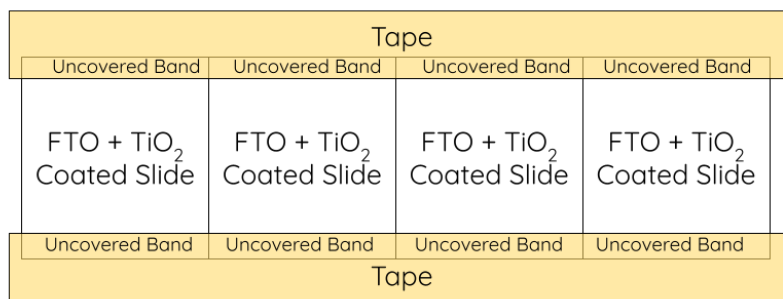 Tape
Uncovered Band Uncovered Band Uncovered Band Uncovered Band
FTO + TiO₂ FTO + TiO₂ FTO + TiO₂ FTO + TiO₂
Coated Slide Coated Slide Coated Slide Coated Slide
Uncovered Band Uncovered Band Uncovered Band Uncovered Band
Tape